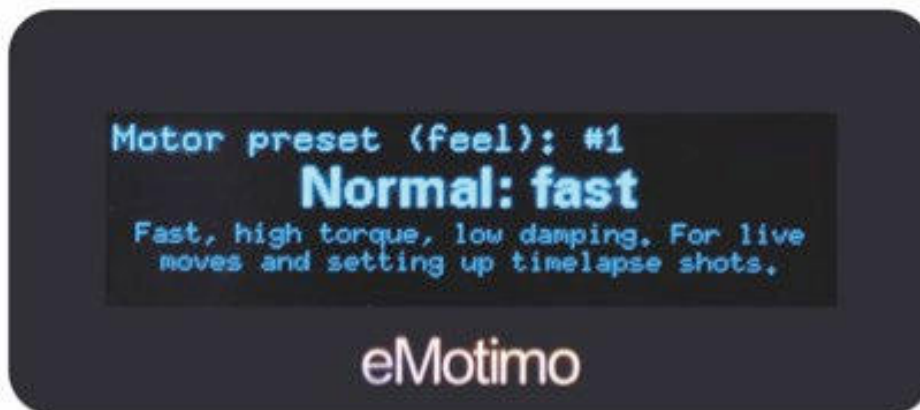 Motor preset (feel): #1
Normal: fast
Fast, high torque, low damping. For live
moves and setting up timelapse shots.
eMotimo